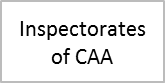 Inspectorates
of CAA